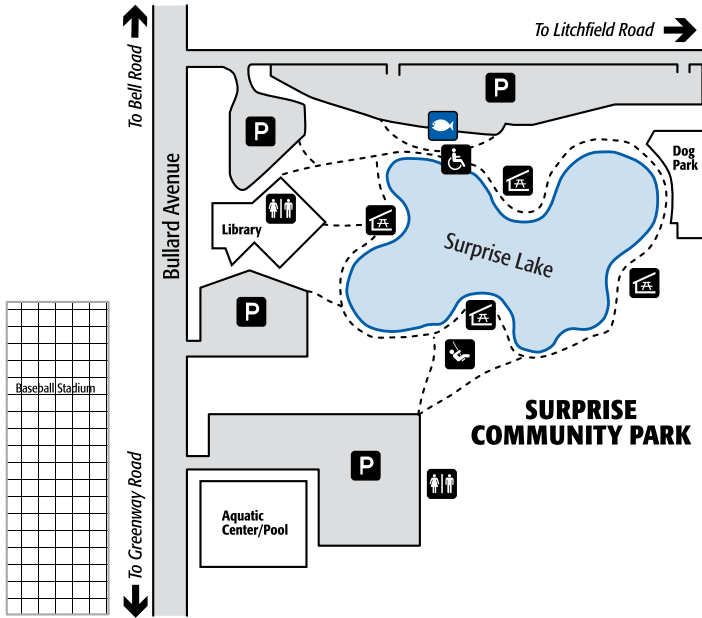 To Litchfield Road
To Bell Road
P
P
Dog
Park
Bullard Avenue
Library
Surprise Lake
P
Baseball Stadium
SURPRISE
COMMUNITY PARK
P
To Greenway Road
Aquatic
Center/Pool